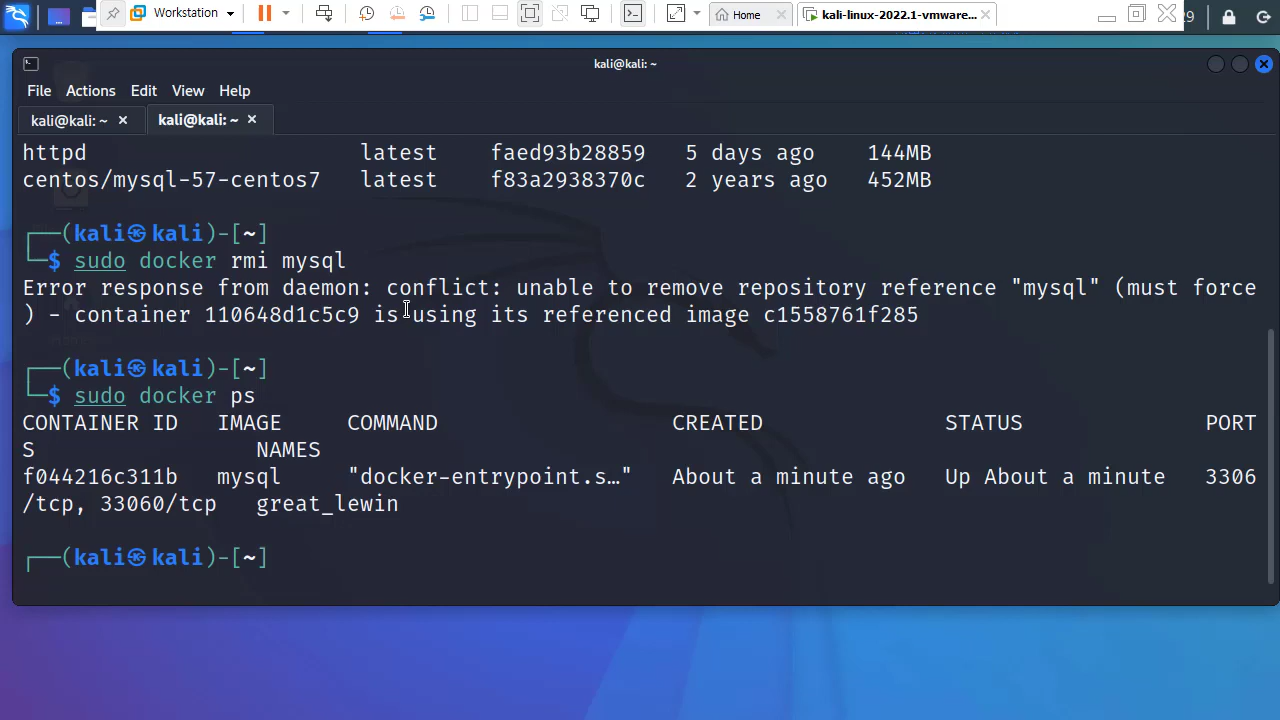 Workstation
Home
kali-linux-2022.1-vmware...
29
kali@kali: ~
File Actions Edit View Help
kali@kali: ~
kali@kali: ~
httpd latest faed93b28859 5 days ago 144MB
centos/mysql-57-centos7 latest f83a2938370c 2 years ago 452MB
┌──(kali㉿kali)-[~]
└─$ sudo docker rmi mysql
Error response from daemon: conflict: unable to remove repository reference "mysql" (must force
) - container 110648d1c5c9 is using its referenced image c1558761f285
┌──(kali㉿kali)-[~]
└─$ sudo docker ps
CONTAINER ID IMAGE COMMAND CREATED STATUS PORT
S NAMES
f044216c311b mysql "docker-entrypoint.s…" About a minute ago Up About a minute 3306
/tcp, 33060/tcp great_lewin
┌──(kali㉿kali)-[~]